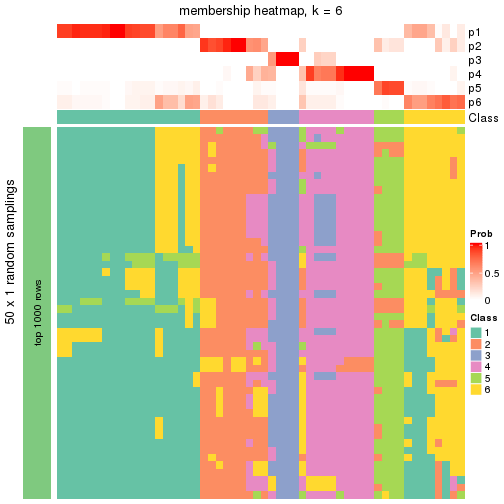 membership heatmap, k = 6
p1
p2
p3
p4
p5
p6
Class
50 x 1 random samplings
top 1000 rows
Prob
1
0.5
0
Class
1
2
3
4
5
6